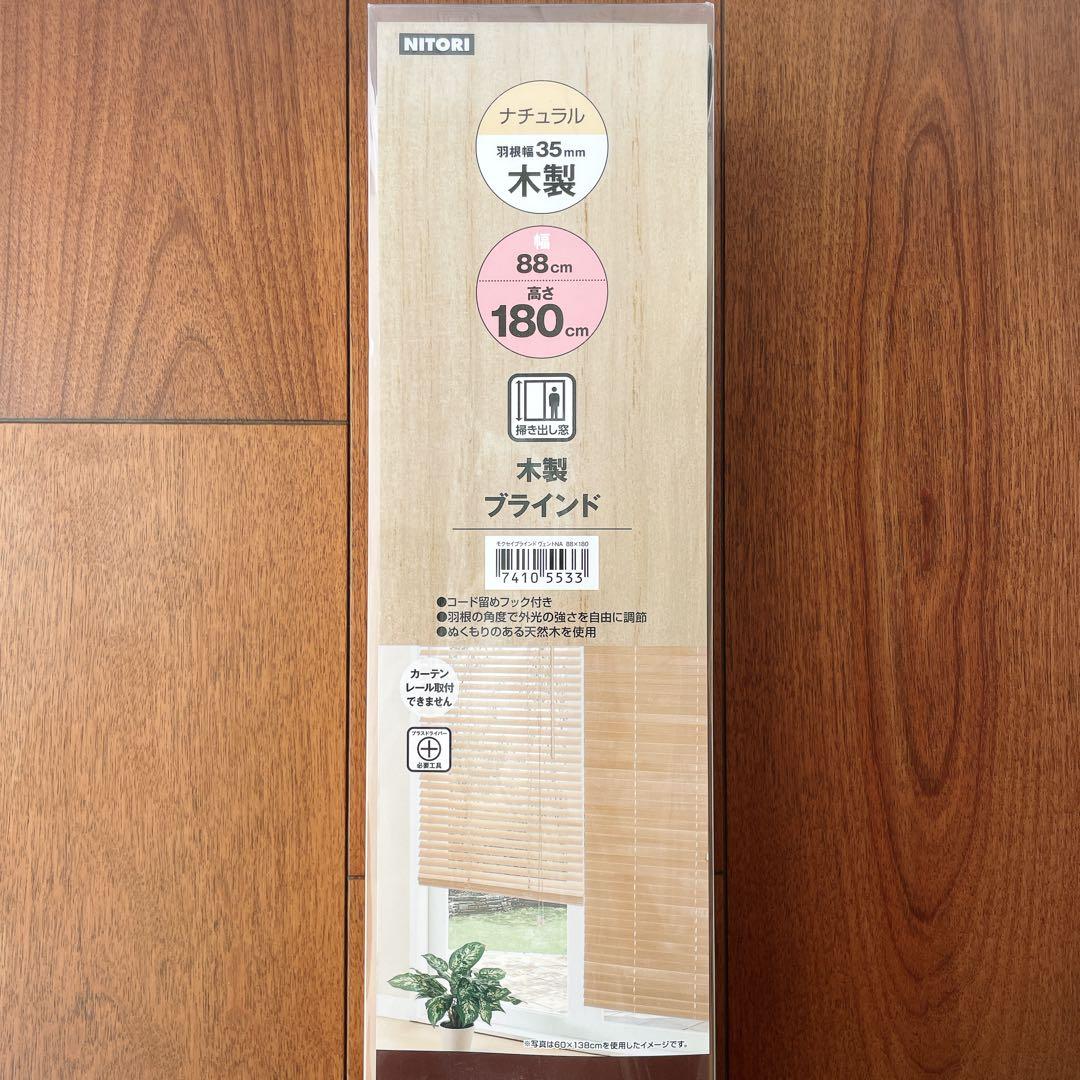 NITORI
ナチュラル
羽根幅35mm
木製
幅
88cm
高さ
180cm
掃き出し窓
木製
ブラインド
モクセイブラインド ヴェントNA 88×180
7410 5533
●コード留めフック付き
●羽根の角度で外光の強さを自由に調節
●ぬくもりのある天然木を使用
カーテン
レール取付
できません
プラスドライバー
必要工具
※写真は60×138cmを使用したイメージです。